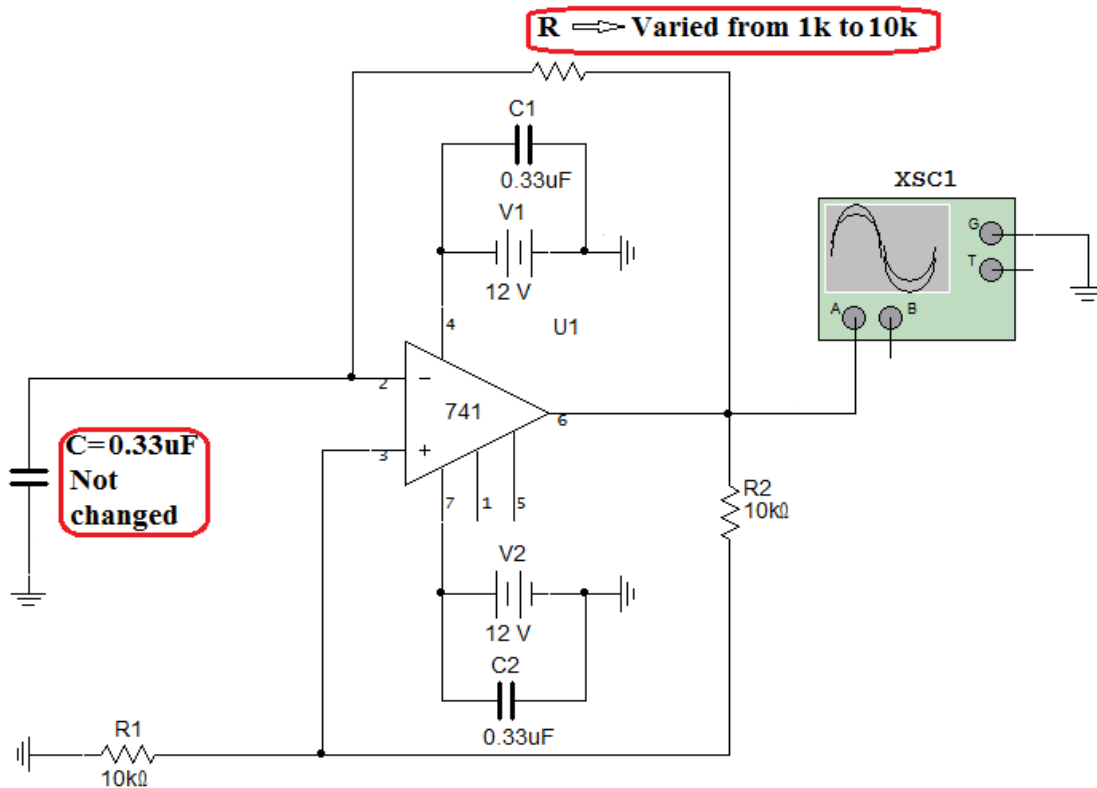 R ⇨ Varied from 1k to 10k
C1
0.33uF
XSC1
V1
G
T
12 V
A
B
4
U1
2
−
741
6
C=0.33uF
Not
changed
3
+
7
1
5
R2
10kΩ
V2
12 V
C2
0.33uF
R1
10kΩ